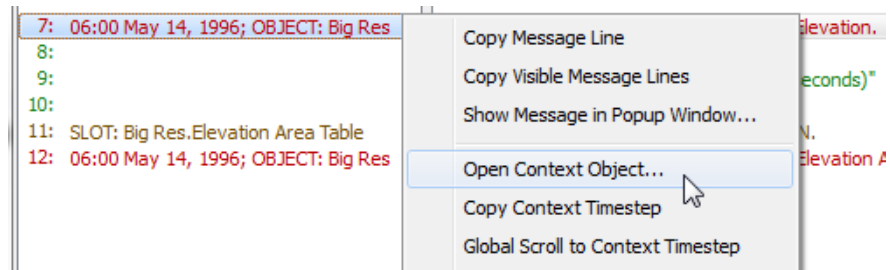 7: 06:00 May 14, 1996; OBJECT: Big Res
8:
9:
10:
11: SLOT: Big Res.Elevation Area Table
12: 06:00 May 14, 1996; OBJECT: Big Res
Copy Message Line
Copy Visible Message Lines
Show Message in Popup Window...
Open Context Object...
Copy Context Timestep
Global Scroll to Context Timestep
Elevation.
econds)"
N.
Elevation A